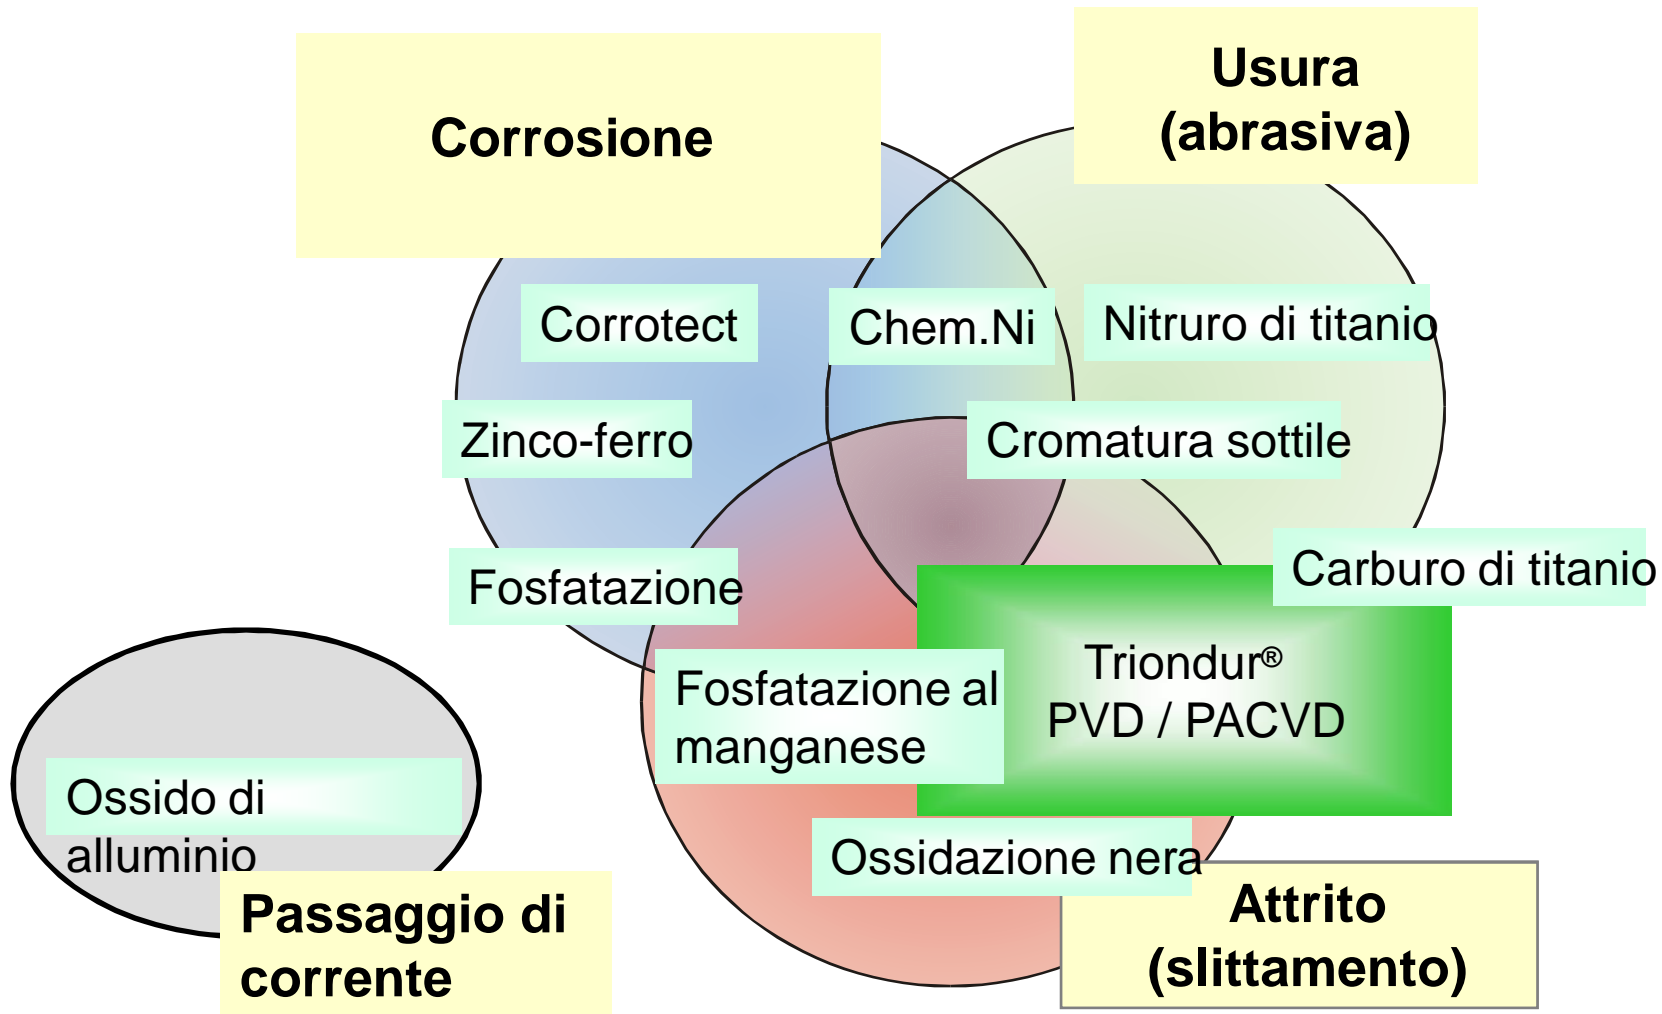 Corrosione
Usura
(abrasiva)
Corrotect
Chem.Ni
Nitruro di titanio
Zinco-ferro
Cromatura sottile
Fosfatazione
Carburo di titanio
Triondur®
PVD / PACVD
Fosfatazione al
manganese
Ossido di
alluminio
Ossidazione nera
Passaggio di
corrente
Attrito
(slittamento)